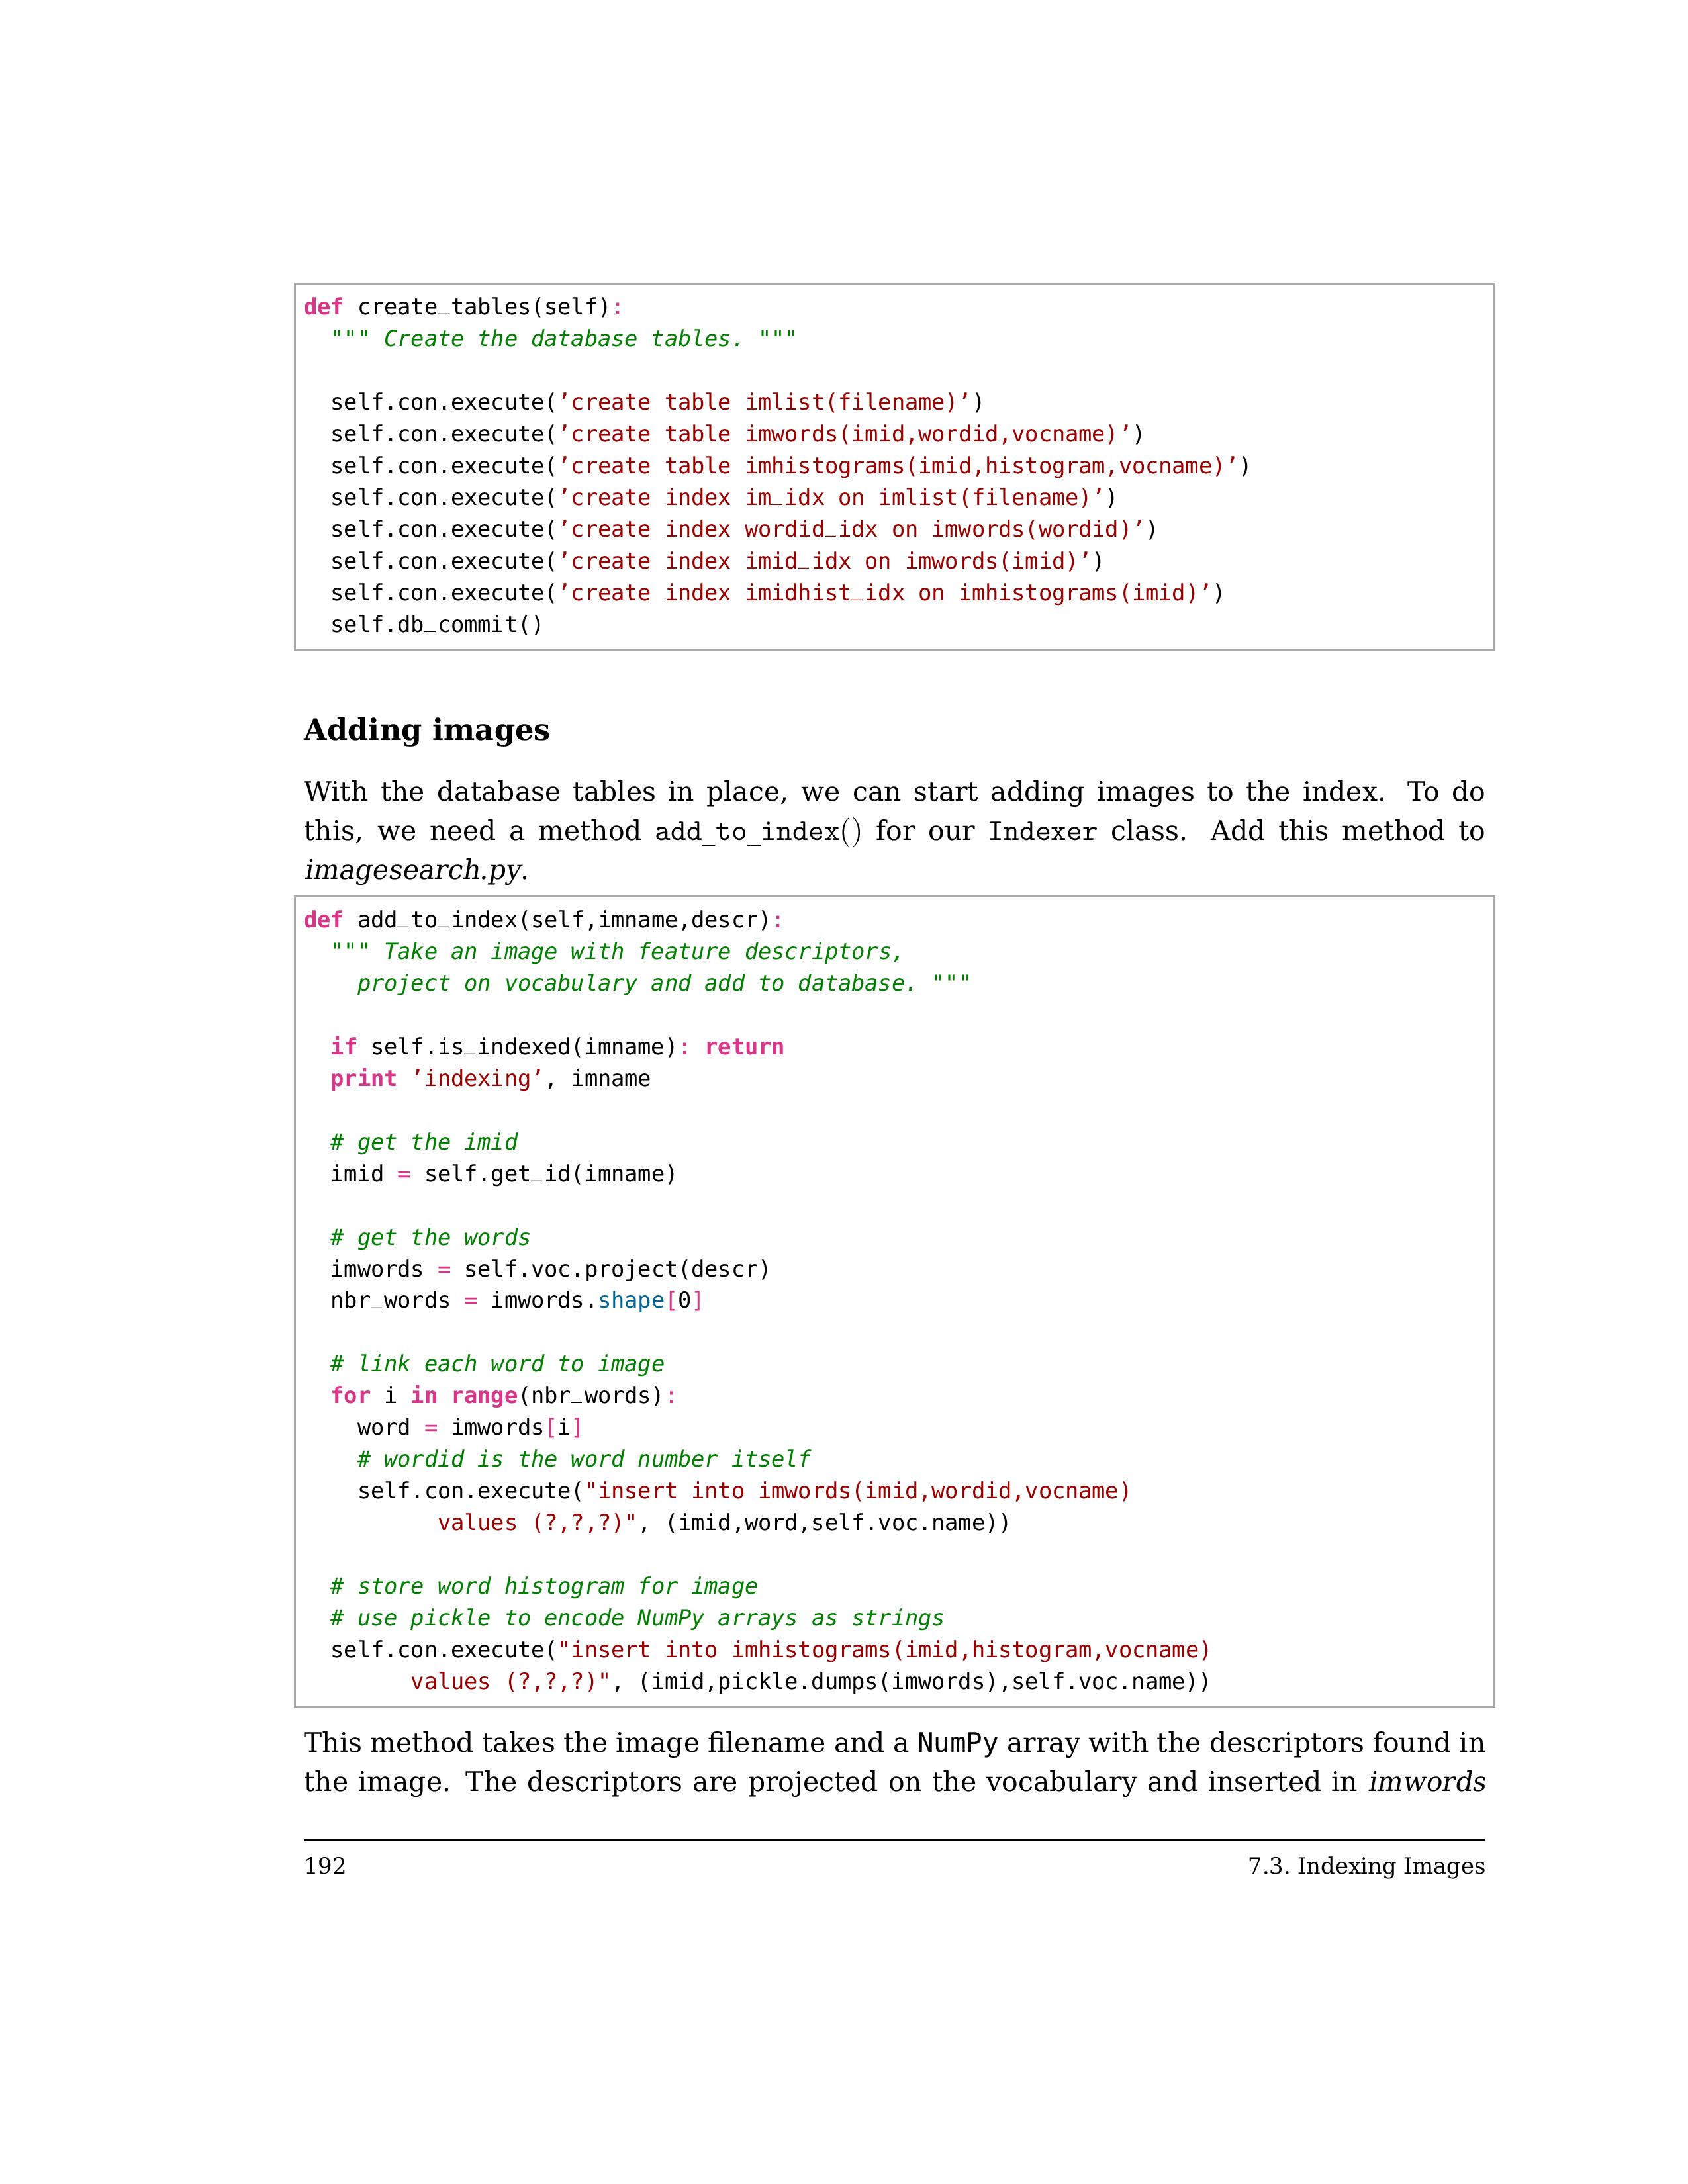 def create_tables(self):
""" Create the database tables. """
self.con.execute(’create table imlist(filename)’)
self.con.execute(’create table imwords(imid,wordid,vocname)’)
self.con.execute(’create table imhistograms(imid,histogram,vocname)’)
self.con.execute(’create index im_idx on imlist(filename)’)
self.con.execute(’create index wordid_idx on imwords(wordid)’)
self.con.execute(’create index imid_idx on imwords(imid)’)
self.con.execute(’create index imidhist_idx on imhistograms(imid)’)
self.db_commit()
Adding images
With the database tables in place, we can start adding images to the index. To do
this, we need a method add_to_index() for our Indexer class. Add this method to
imagesearch.py.
def add_to_index(self,imname,descr):
""" Take an image with feature descriptors,
project on vocabulary and add to database. """
if self.is_indexed(imname): return
print ’indexing’, imname
# get the imid
imid = self.get_id(imname)
# get the words
imwords = self.voc.project(descr)
nbr_words = imwords.shape[0]
# link each word to image
for i in range(nbr_words):
word = imwords[i]
# wordid is the word number itself
self.con.execute("insert into imwords(imid,wordid,vocname)
values (?,?,?)", (imid,word,self.voc.name))
# store word histogram for image
# use pickle to encode NumPy arrays as strings
self.con.execute("insert into imhistograms(imid,histogram,vocname)
values (?,?,?)", (imid,pickle.dumps(imwords),self.voc.name))
This method takes the image filename and a NumPy array with the descriptors found in
the image. The descriptors are projected on the vocabulary and inserted in imwords
192
7.3. Indexing Images